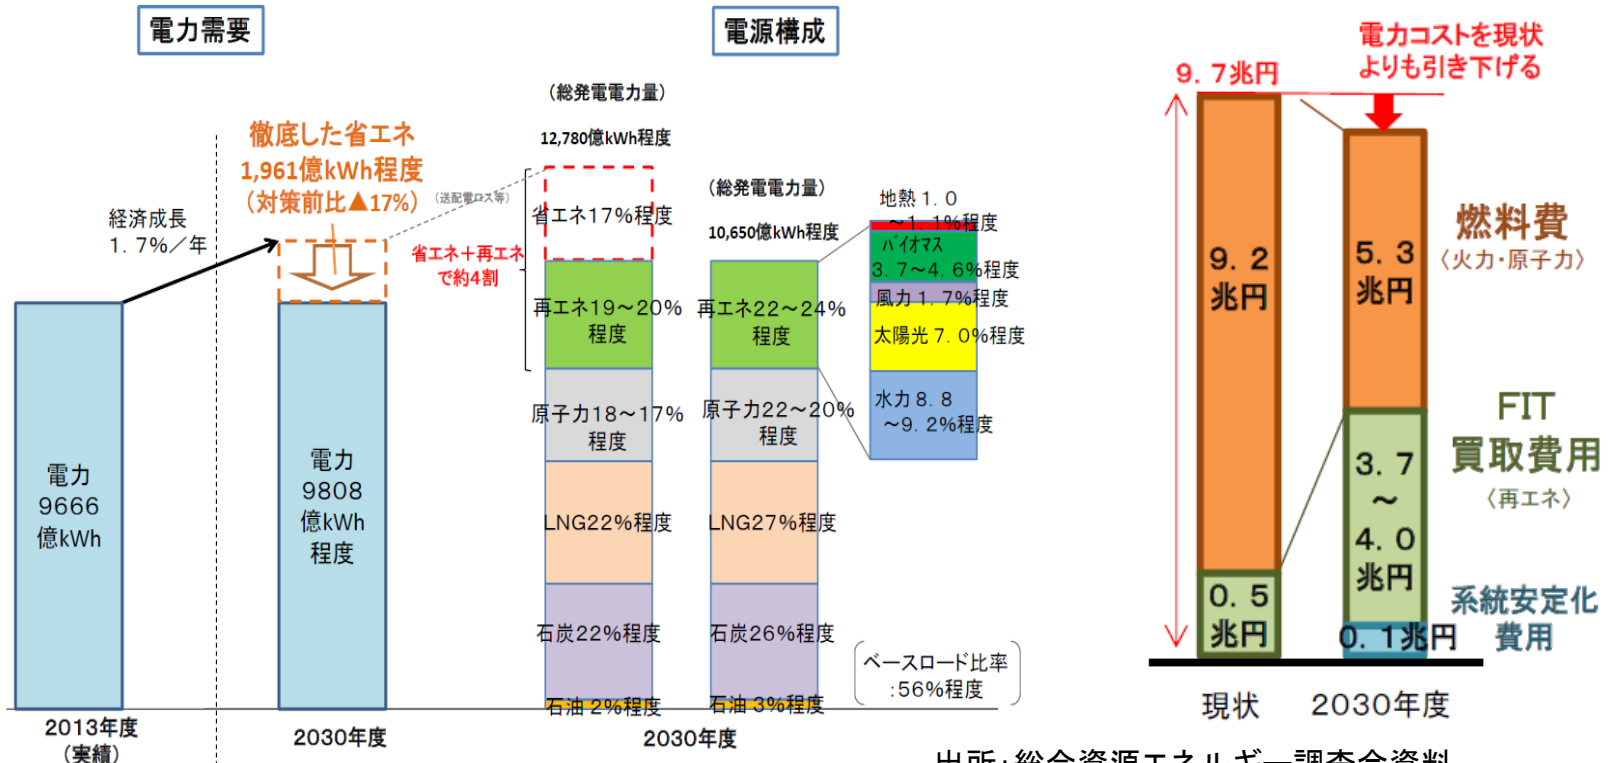 電力需要
電源構成
徹底した省エネ
1,961億kWh程度
（対策前比▲17%）
（送配電ロス等）
経済成長
1．7%／年
電力
9666
億kWh
電力
9808
億kWh
程度
2013年度
（実績）
2030年度
（総発電電力量）
12,780億kWh程度
省エネ＋再エネ
で約4割
省エネ17%程度
再エネ19～20%
程度
原子力18～17%
程度
LNG22%程度
石炭22%程度
石油 2%程度
（総発電電力量）
10,650億kWh程度
再エネ22～24%
程度
原子力22～20%
程度
LNG27%程度
石炭26%程度
石油 3%程度
2030年度
地熱 1．0
～1．1%程度
バイオマス
3．7～4．6%程度
風力 1．7%程度
太陽光 7．0%程度
水力 8．8
～9．2%程度
ベースロード比率
:56%程度
電力コストを現状
よりも引き下げる
9．7兆円
9．2
兆円
0．5
兆円
現状
5．3
兆円
3．7
～
4．0
兆円
0．1兆円
2030年度
燃料費
〈火力・原子力〉
FIT
買取費用
〈再エネ〉
系統安定化
費用
出所：総合資源エネルギー調査会資料